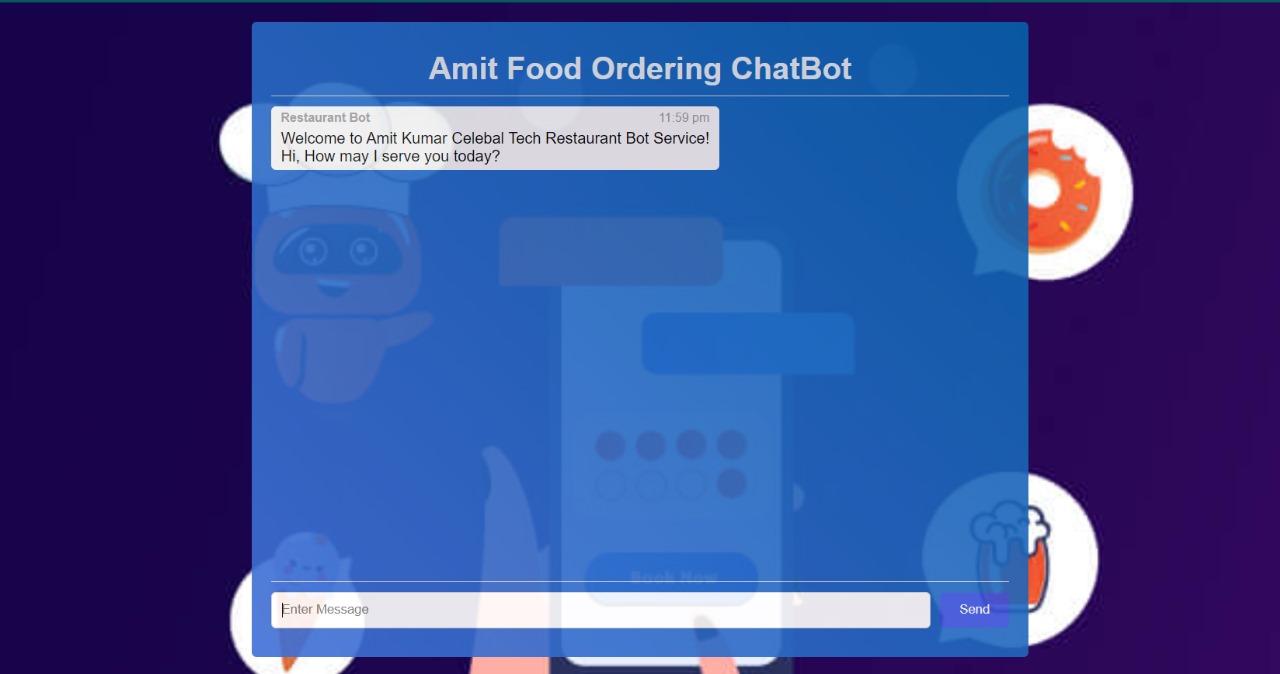 Amit Food Ordering ChatBot
Restaurant Bot 11:59 pm
Welcome to Amit Kumar Celebal Tech Restaurant Bot Service!
Hi, How may I serve you today?
Book Now
Enter Message
Send